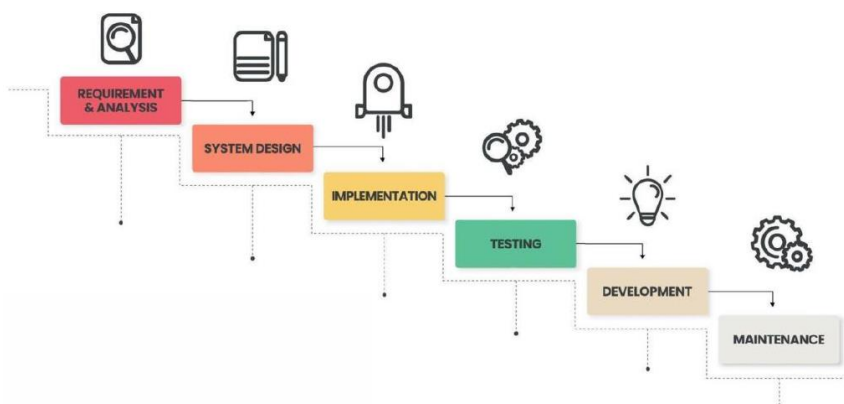 REQUIREMENT
& ANALYSIS
SYSTEM DESIGN
IMPLEMENTATION
TESTING
DEVELOPMENT
MAINTENANCE